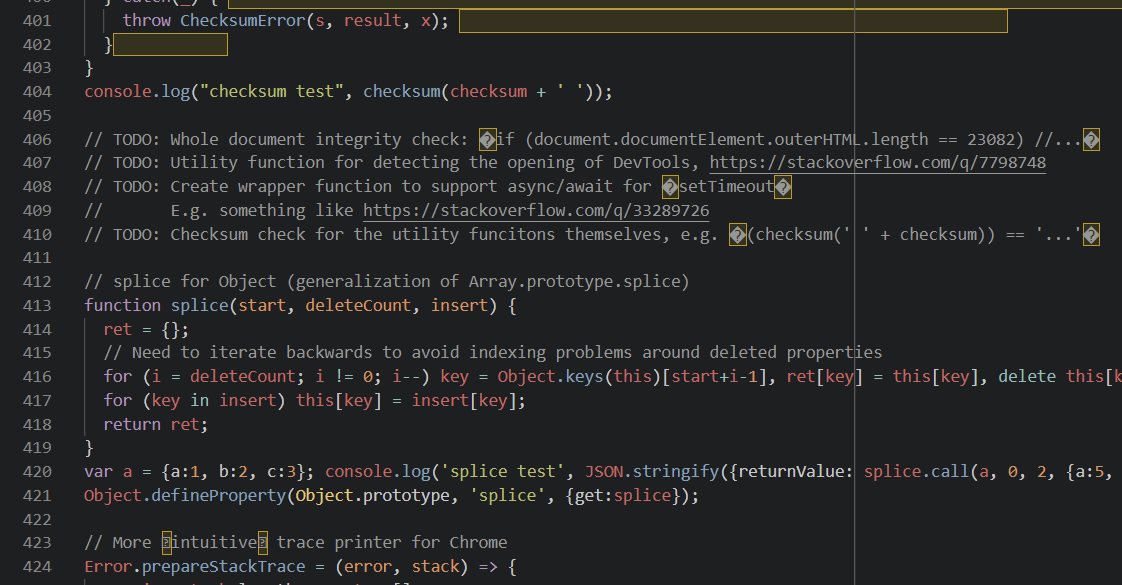 401 throw ChecksumError(s, result, x);
402 }
403 }
404 console.log("checksum test", checksum(checksum + ' '));
405
406 // TODO: Whole document integrity check: �if (document.documentElement.outerHTML.length == 23082) //...�
407 // TODO: Utility function for detecting the opening of DevTools, https://stackoverflow.com/q/7798748
408 // TODO: Create wrapper function to support async/await for �setTimeout�
409 //       E.g. something like https://stackoverflow.com/q/33289726
410 // TODO: Checksum check for the utility funcitons themselves, e.g. �(checksum(' ' + checksum)) == '...'�
411
412 // splice for Object (generalization of Array.prototype.splice)
413 function splice(start, deleteCount, insert) {
414   ret = {};
415   // Need to iterate backwards to avoid indexing problems around deleted properties
416   for (i = deleteCount; i != 0; i--) key = Object.keys(this)[start+i-1], ret[key] = this[key], delete this[k
417   for (key in insert) this[key] = insert[key];
418   return ret;
419 }
420 var a = {a:1, b:2, c:3}; console.log('splice test', JSON.stringify({returnValue: splice.call(a, 0, 2, {a:5,
421 Object.defineProperty(Object.prototype, 'splice', {get:splice});
422
423 // More intuitive trace printer for Chrome
424 Error.prepareStackTrace = (error, stack) => {